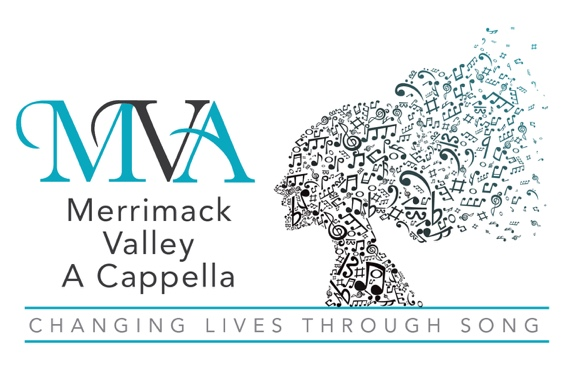 MVA
Merrimack
Valley
A Cappella
CHANGING LIVES THROUGH SONG